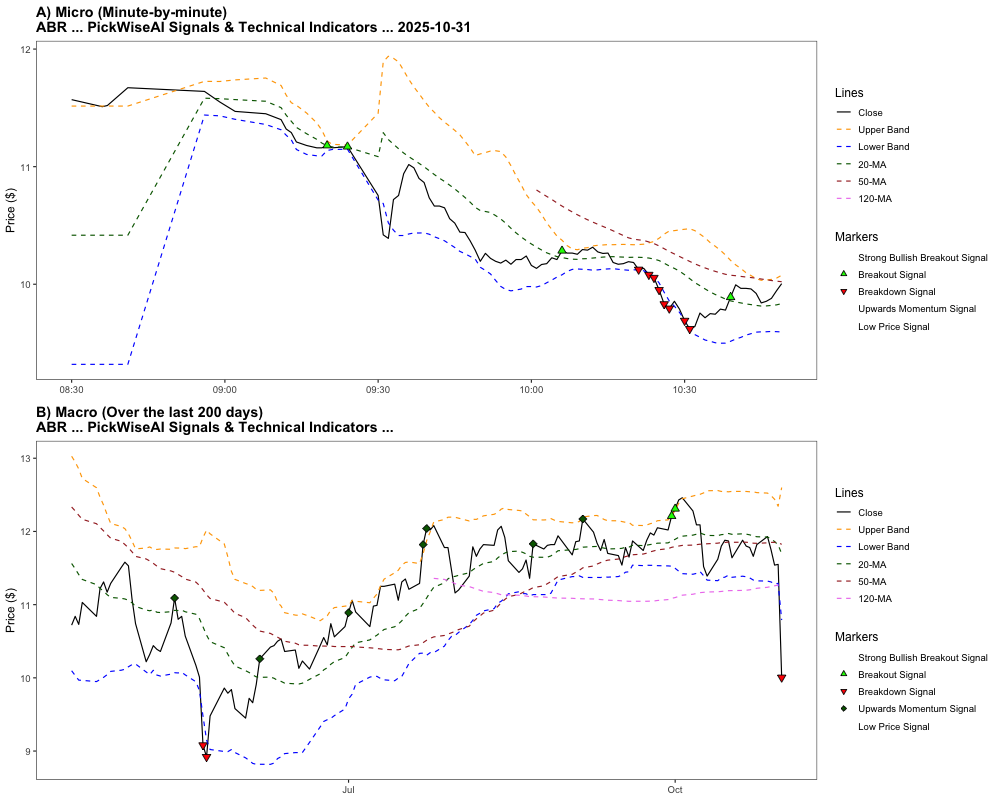 A) Micro (Minute-by-minute)
ABR ... PickWiseAI Signals & Technical Indicators ... 2025-10-31
12
11
10
Price ($)
08:30
09:00
09:30
10:00
10:30
Lines
Close
Upper Band
Lower Band
20-MA
50-MA
120-MA
Markers
Strong Bullish Breakout Signal
Breakout Signal
Breakdown Signal
Upwards Momentum Signal
Low Price Signal
B) Macro (Over the last 200 days)
ABR ... PickWiseAI Signals & Technical Indicators ...
13
12
11
10
9
Price ($)
Jul
Oct
Lines
Close
Upper Band
Lower Band
20-MA
50-MA
120-MA
Markers
Strong Bullish Breakout Signal
Breakout Signal
Breakdown Signal
Upwards Momentum Signal
Low Price Signal